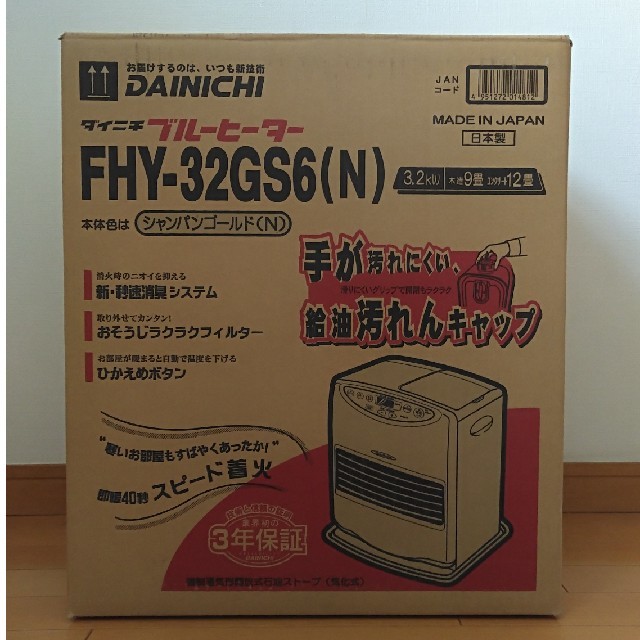 お届けするのは、いつも新技術
DAINICHI
JAN
コード
MADE IN JAPAN
日本製
ダイニチ ブルーヒーター
FHY-32GS6(N)
3.2kW 木造9畳 コンクリート12畳
本体色は シャンパンゴールド(N)
手が汚れにくい、
給油汚れんキャップ
消火時のニオイを抑える
新・秒速消臭システム
取り外せてカンタン!
おそうじラクラクフィルター
お部屋が暖まると自動で温度を下げる
ひかえめボタン
"寒いお部屋もすばやくあったか!"
即暖40秒 スピード着火
業界初の
3年保証
DAINICHI